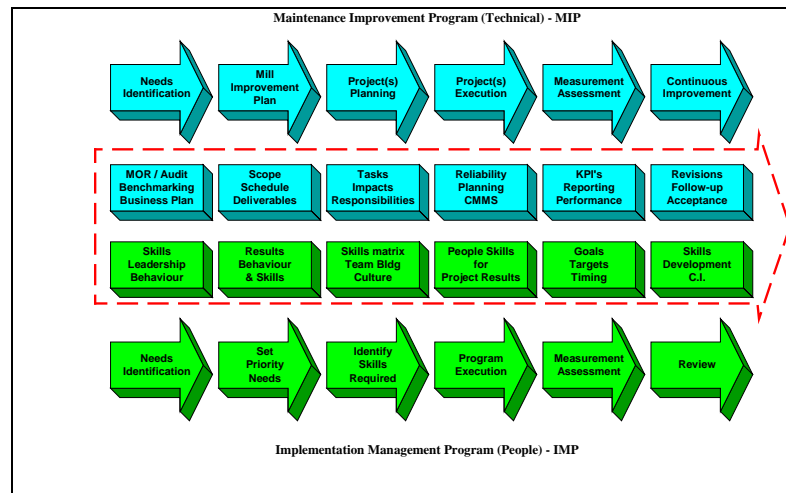 Maintenance Improvement Program (Technical) - MIP
Needs
Identification
Mill
Improvement
Plan
Project(s)
Planning
Project(s)
Execution
Measurement
Assessment
Continuous
Improvement
MOR / Audit
Benchmarking
Business Plan
Scope
Schedule
Deliverables
Tasks
Impacts
Responsibilities
Reliability
Planning
CMMS
KPI's
Reporting
Performance
Revisions
Follow-up
Acceptance
Skills
Leadership
Behaviour
Results
Behaviour
& Skills
Skills matrix
Team Bldg
Culture
People Skills
for
Project Results
Goals
Targets
Timing
Skills
Development
C.I.
Needs
Identification
Set
Priority
Needs
Identify
Skills
Required
Program
Execution
Measurement
Assessment
Review
Implementation Management Program (People) - IMP